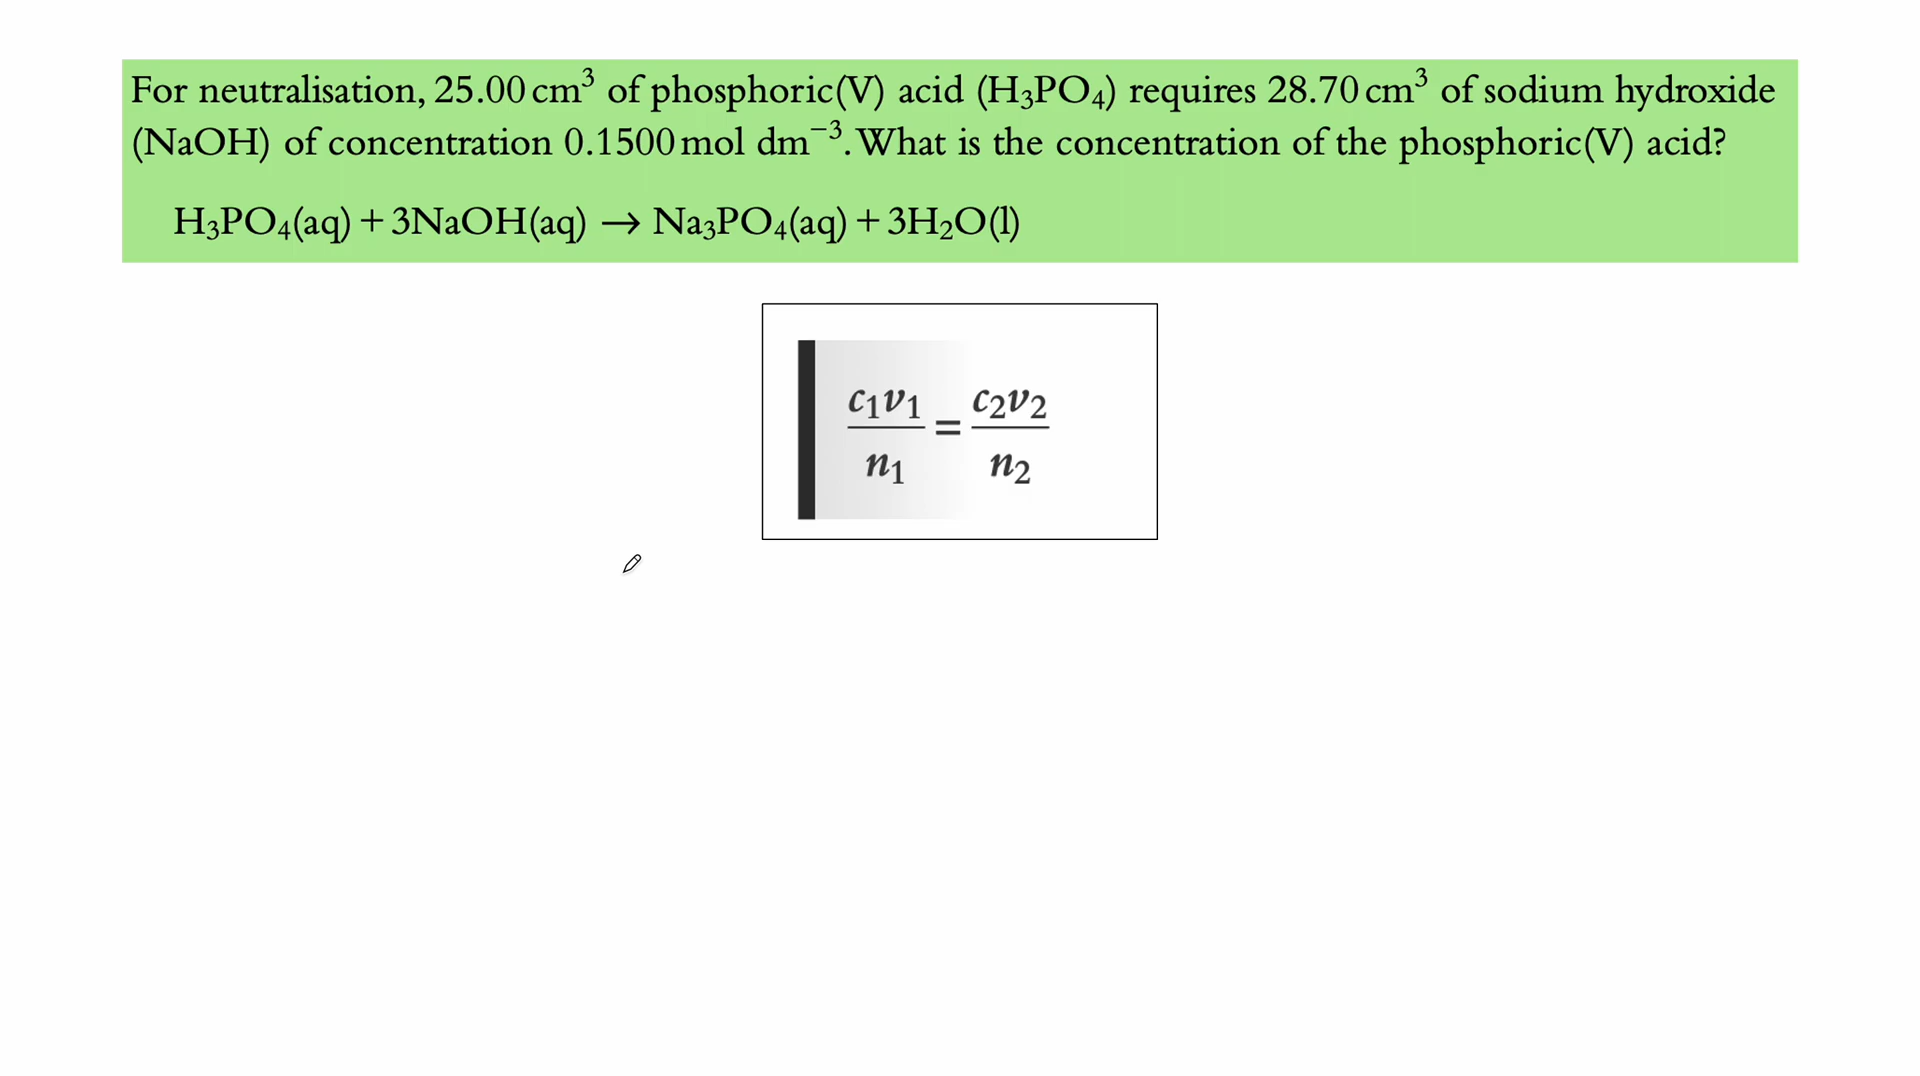 For neutralisation, 25.00 cm³ of phosphoric(V) acid (H₃PO₄) requires 28.70 cm³ of sodium hydroxide
(NaOH) of concentration 0.1500 mol dm⁻³. What is the concentration of the phosphoric(V) acid?
H₃PO₄(aq) + 3NaOH(aq) → Na₃PO₄(aq) + 3H₂O(l)
c₁v₁/n₁ = c₂v₂/n₂